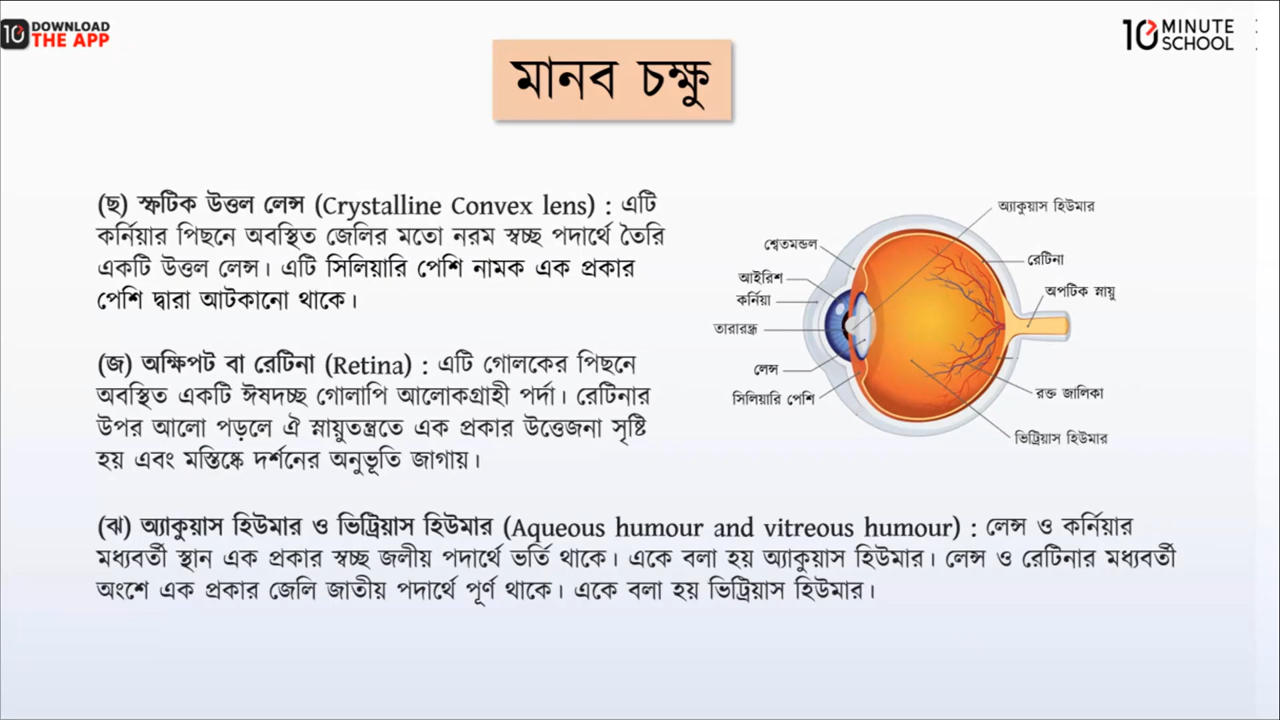 10 DOWNLOAD
THE APP
10 MINUTE
SCHOOL
মানব চক্ষু
(ছ) স্ফটিক উত্তল লেন্স (Crystalline Convex lens) : এটি
কর্নিয়ার পিছনে অবস্থিত জেলির মতো নরম স্বচ্ছ পদার্থে তৈরি
একটি উত্তল লেন্স। এটি সিলিয়ারি পেশি নামক এক প্রকার
পেশি দ্বারা আটকানো থাকে।
(জ) অক্ষিপট বা রেটিনা (Retina) : এটি গোলকের পিছনে
অবস্থিত একটি ঈষদচ্ছ গোলাপি আলোকগ্রাহী পর্দা। রেটিনার
উপর আলো পড়লে ঐ স্নায়ুতন্ত্রতে এক প্রকার উত্তেজনা সৃষ্টি
হয় এবং মস্তিষ্কে দর্শনের অনুভূতি জাগায়।
অ্যাকুয়াস হিউমার
শ্বেতমন্ডল
রেটিনা
আইরিশ
অপটিক স্নায়ু
কর্নিয়া
তারারন্ধ্র
লেন্স
রক্ত জালিকা
সিলিয়ারি পেশি
ভিট্রিয়াস হিউমার
(ঝ) অ্যাকুয়াস হিউমার ও ভিট্রিয়াস হিউমার (Aqueous humour and vitreous humour) : লেন্স ও কর্নিয়ার
মধ্যবর্তী স্থান এক প্রকার স্বচ্ছ জলীয় পদার্থে ভর্তি থাকে। একে বলা হয় অ্যাকুয়াস হিউমার। লেন্স ও রেটিনার মধ্যবর্তী
অংশে এক প্রকার জেলি জাতীয় পদার্থে পূর্ণ থাকে। একে বলা হয় ভিট্রিয়াস হিউমার।